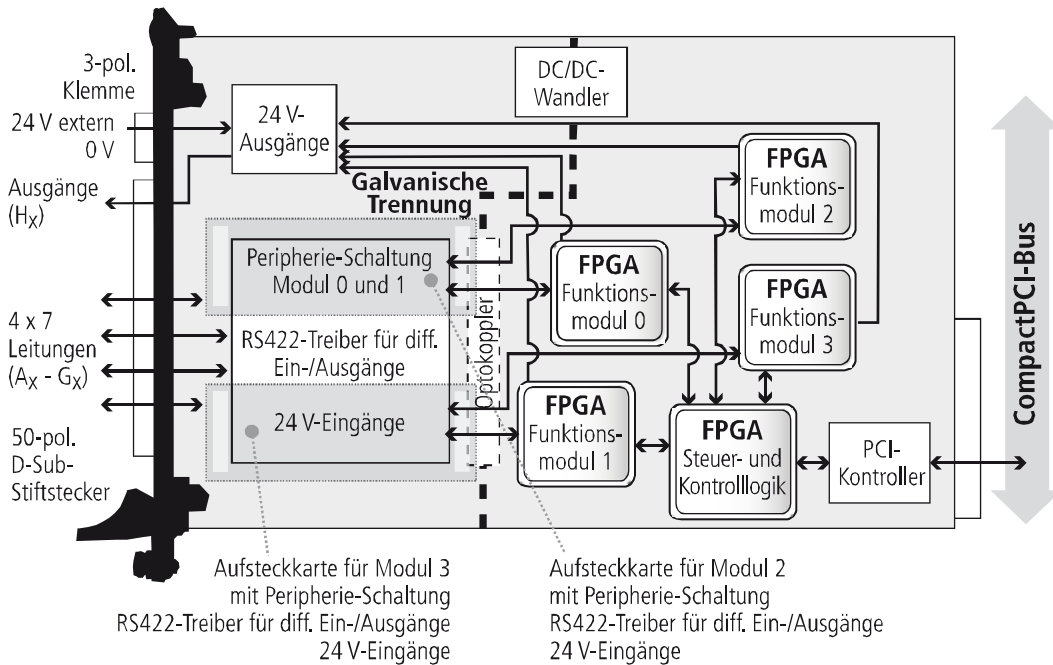 3-pol.
Klemme
24 V extern
0 V
Ausgänge
(HX)
4 x 7
Leitungen
(AX - GX)
50-pol.
D-Sub-
Stiftstecker
24 V-
Ausgänge
DC/DC-
Wandler
Galvanische
Trennung
Peripherie-Schaltung
Modul 0 und 1
RS422-Treiber für diff.
Ein-/Ausgänge
24 V-Eingänge
Optokoppler
FPGA
Funktions-
modul 2
FPGA
Funktions-
modul 0
FPGA
Funktions-
modul 3
FPGA
Funktions-
modul 1
FPGA
Steuer- und
Kontrolllogik
PCI-
Kontroller
CompactPCI-Bus
Aufsteckkarte für Modul 3
mit Peripherie-Schaltung
RS422-Treiber für diff. Ein-/Ausgänge
24 V-Eingänge
Aufsteckkarte für Modul 2
mit Peripherie-Schaltung
RS422-Treiber für diff. Ein-/Ausgänge
24 V-Eingänge